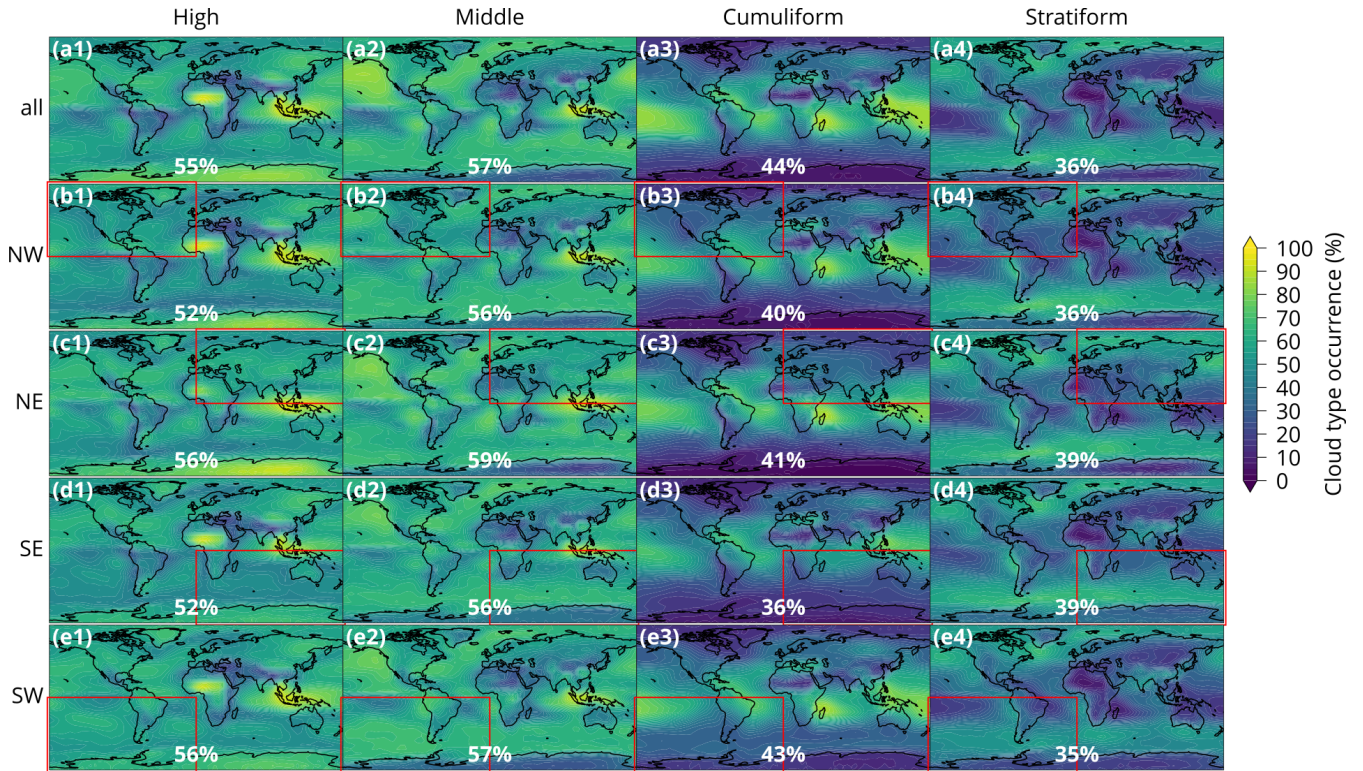 High Middle Cumuliform Stratiform
all (a1) (a2) (a3) (a4)
55% 57% 44% 36%
NW (b1) (b2) (b3) (b4)
52% 56% 40% 36%
NE (c1) (c2) (c3) (c4)
56% 59% 41% 39%
SE (d1) (d2) (d3) (d4)
52% 56% 36% 39%
SW (e1) (e2) (e3) (e4)
56% 57% 43% 35%
100
90
80
70
60
50
40
30
20
10
0
Cloud type occurrence (%)